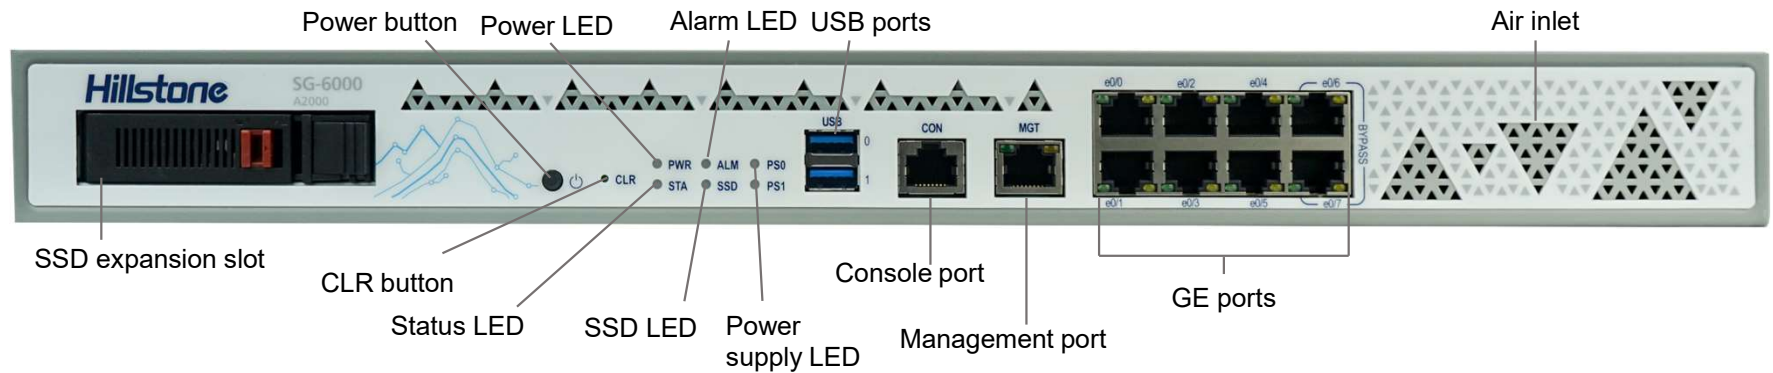 Power button
Power LED
Alarm LED
USB ports
Air inlet
Hillstone
SG-6000
A2000
e0/0
e0/2
e0/4
e0/6
USB
0
1
CON
MGT
BYPASS
PWR
ALM
PS0
CLR
STA
SSD
PS1
e0/1
e0/3
e0/5
e0/7
SSD expansion slot
CLR button
Status LED
SSD LED
Power
supply LED
Console port
Management port
GE ports